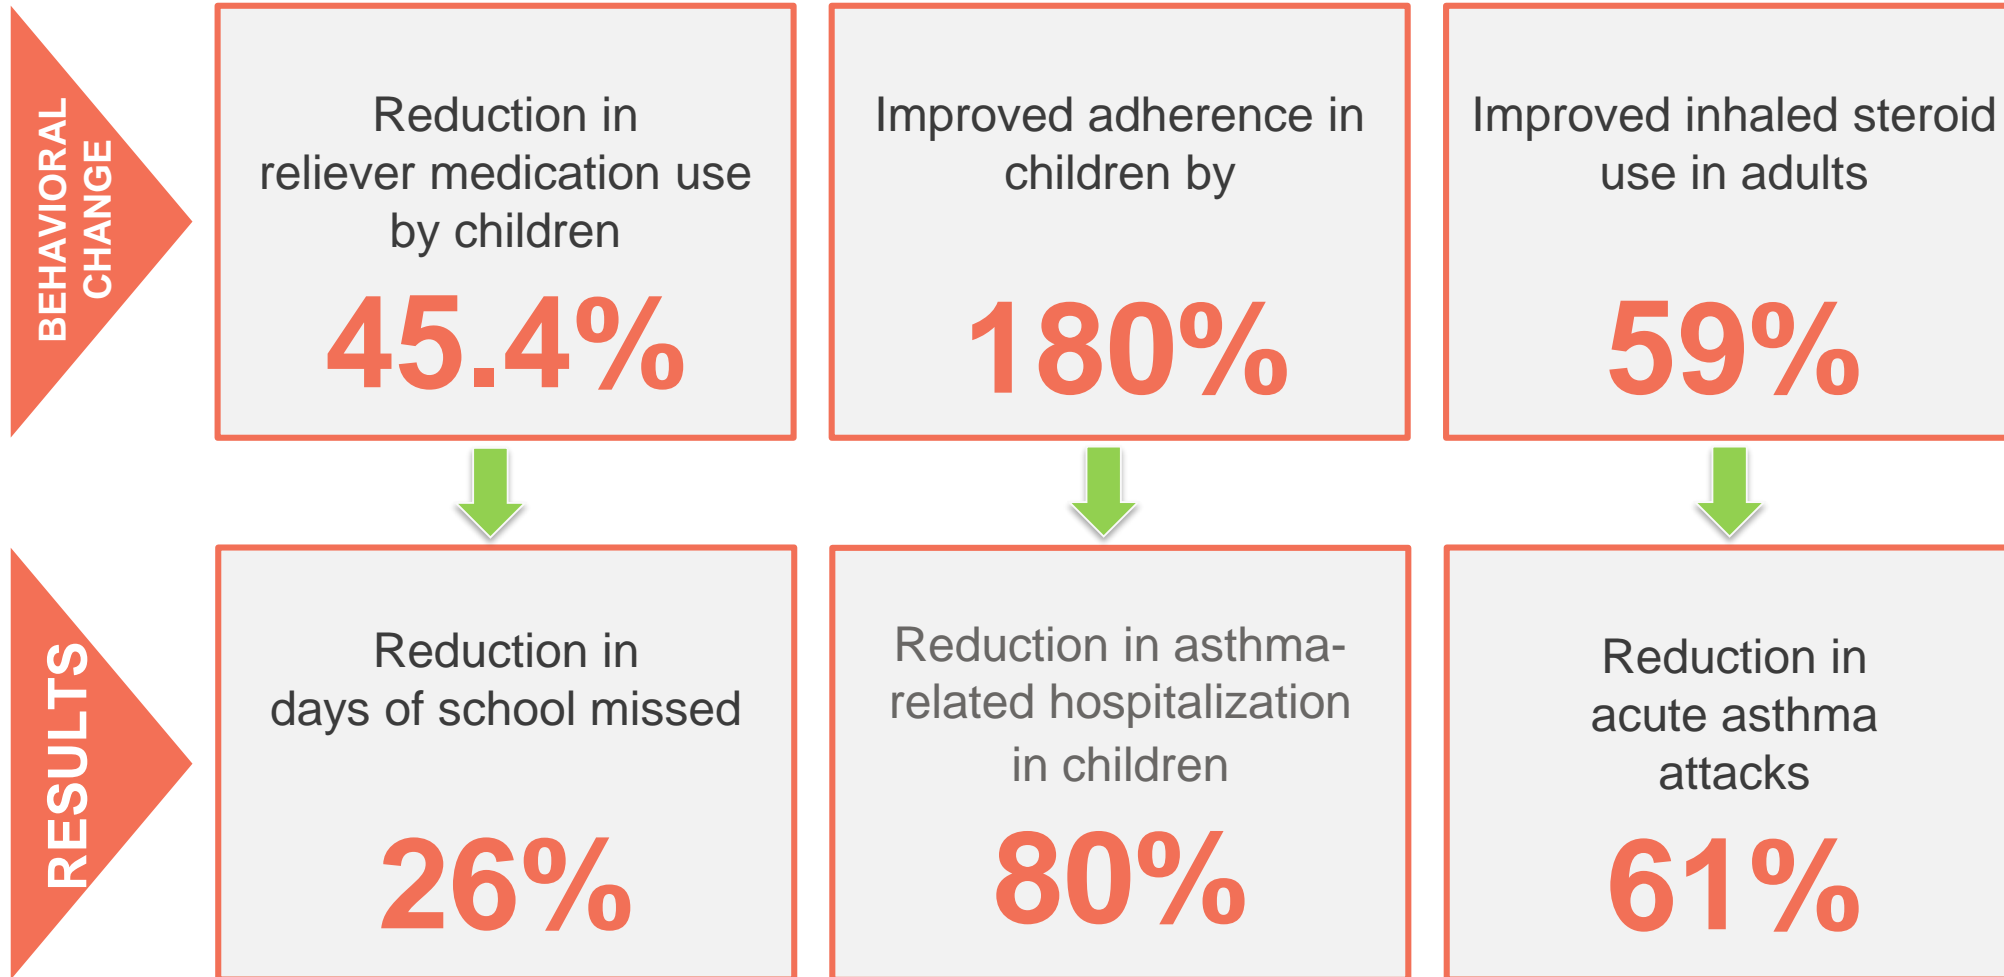 BEHAVIORAL
CHANGE
Reduction in
reliever medication use
by children
45.4%
Improved adherence in
children by
180%
Improved inhaled steroid
use in adults
59%
RESULTS
Reduction in
days of school missed
26%
Reduction in asthma-
related hospitalization
in children
80%
Reduction in
acute asthma
attacks
61%